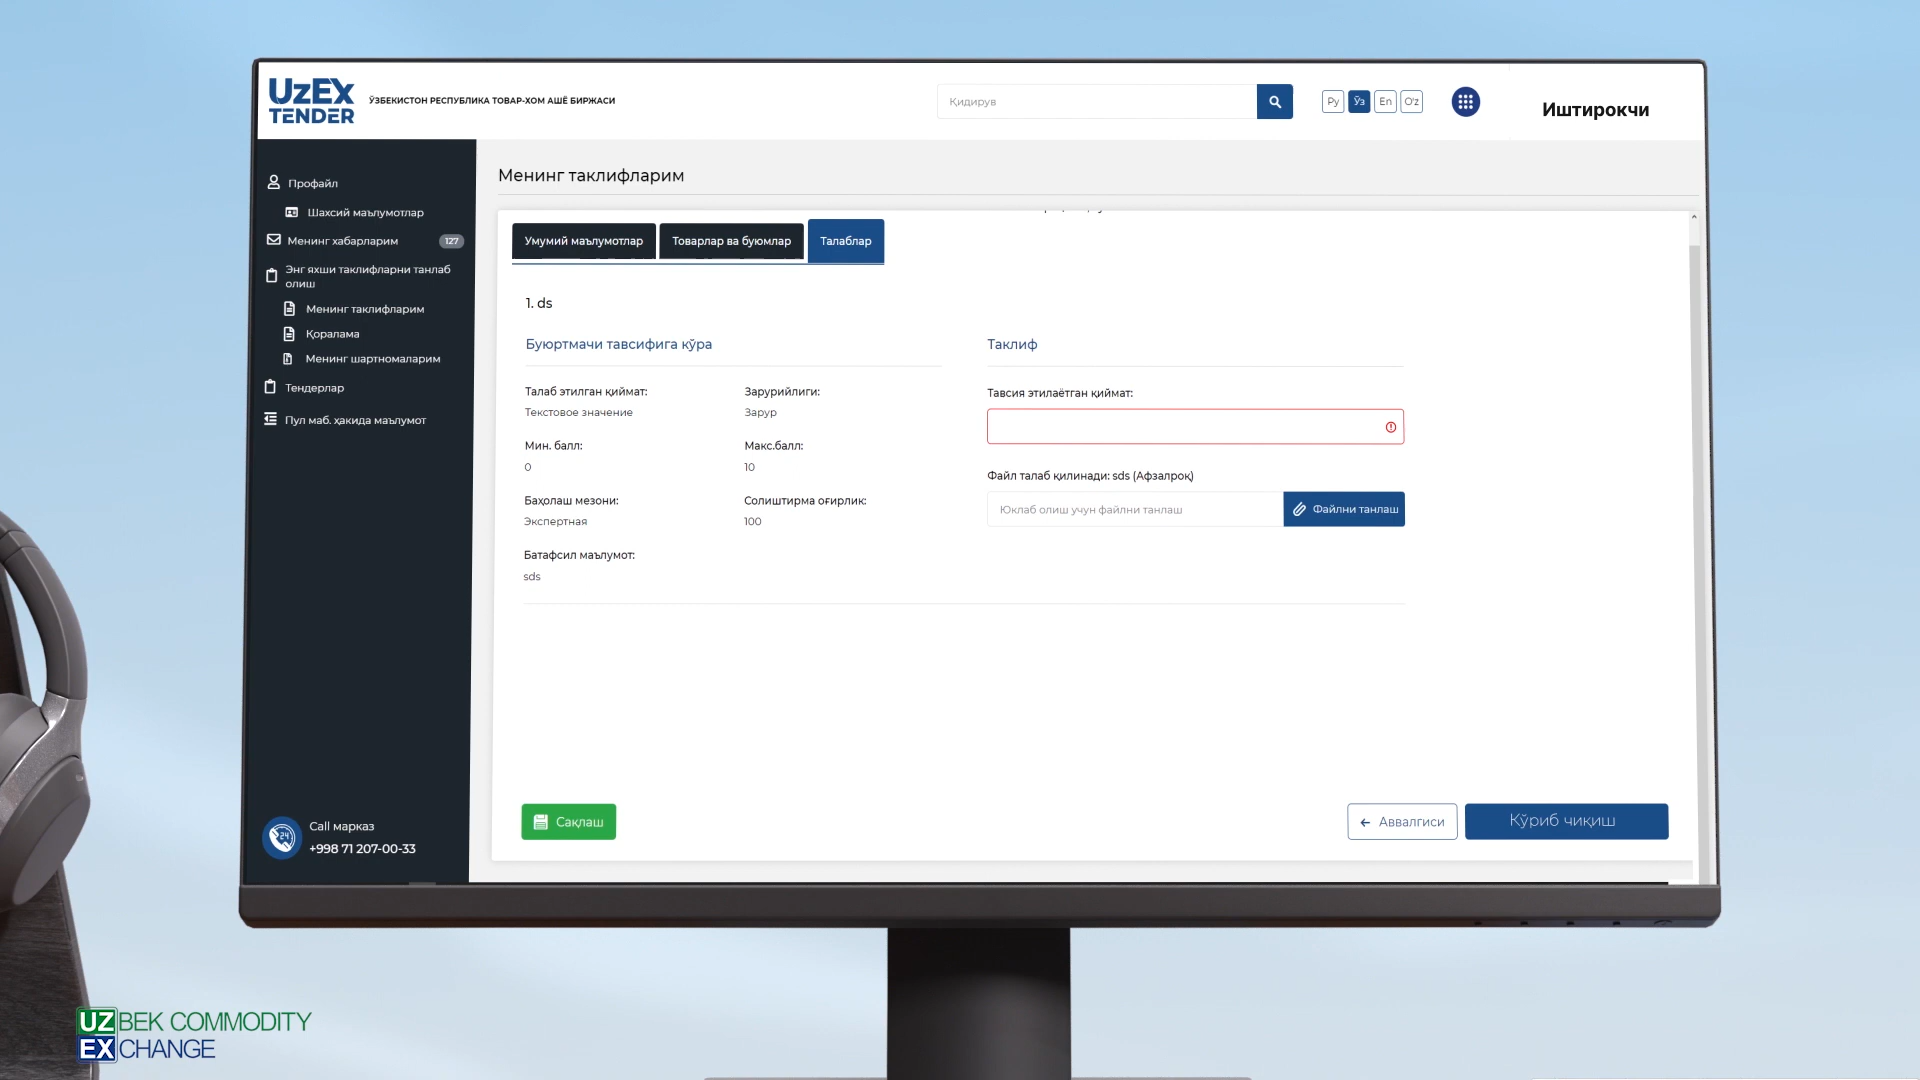 UzEX
TENDER
ЎЗБЕКИСТОН РЕСПУБЛИКА ТОВАР-ХОМ АШЁ БИРЖАСИ
Қидирув
Ру
Ўз
En
O'z
Иштирокчи
Профайл
Шахсий маълумотлар
Менинг хабарларим
127
Энг яхши таклифларни танлаб
олиш
Менинг таклифларим
Қоралама
Менинг шартномаларим
Тендерлар
Пул маб. ҳақида маълумот
Call марказ
+998 71 207-00-33
Менинг таклифларим
Умумий маълумотлар
Товарлар ва буюмлар
Талаблар
1. ds
Буюртмачи тавсифига кўра
Талаб этилган қиймат:
Текстовое значение
Зарурийлиги:
Зарур
Мин. балл:
0
Макс.балл:
10
Баҳолаш мезони:
Экспертная
Солиштирма оғирлик:
100
Батафсил маълумот:
sds
Таклиф
Тавсия этилаётган қиймат:
Файл талаб қилинади: sds (Афзалроқ)
Юклаб олиш учун файлни танлаш
Файлни танлаш
Сақлаш
Аввалгиси
Кўриб чиқиш
UZBEK COMMODITY
EXCHANGE